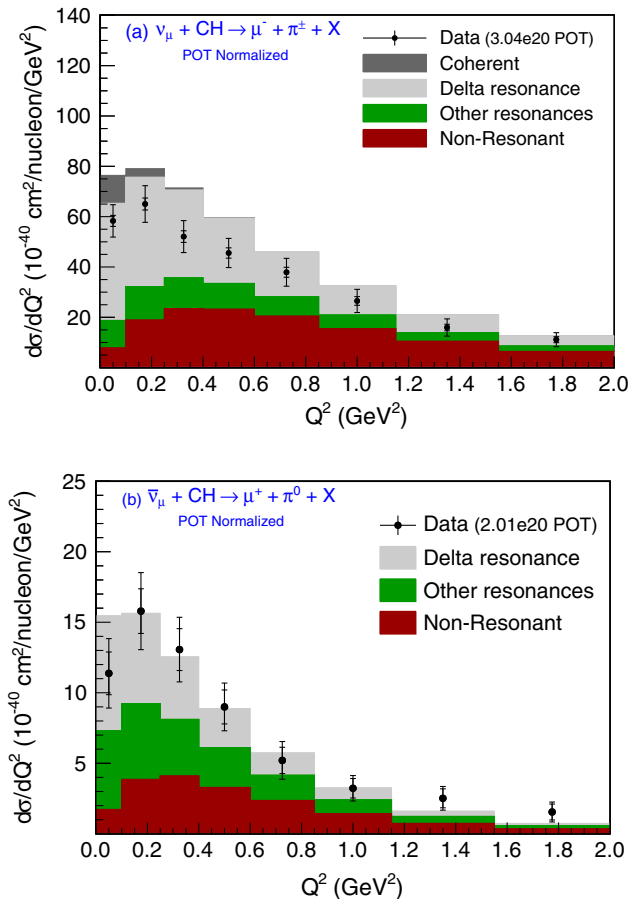 (a) νμ + CH → μ⁻ + π± + X
POT Normalized
Data (3.04e20 POT)
Coherent
Delta resonance
Other resonances
Non-Resonant
dσ/dQ² (10⁻⁴⁰ cm²/nucleon/GeV²)
140
120
100
80
60
40
20
0.0 0.2 0.4 0.6 0.8 1.0 1.2 1.4 1.6 1.8 2.0
Q² (GeV²)
(b) ν̅μ + CH → μ⁺ + π⁰ + X
POT Normalized
Data (2.01e20 POT)
Delta resonance
Other resonances
Non-Resonant
dσ/dQ² (10⁻⁴⁰ cm²/nucleon/GeV²)
25
20
15
10
5
0.0 0.2 0.4 0.6 0.8 1.0 1.2 1.4 1.6 1.8 2.0
Q² (GeV²)